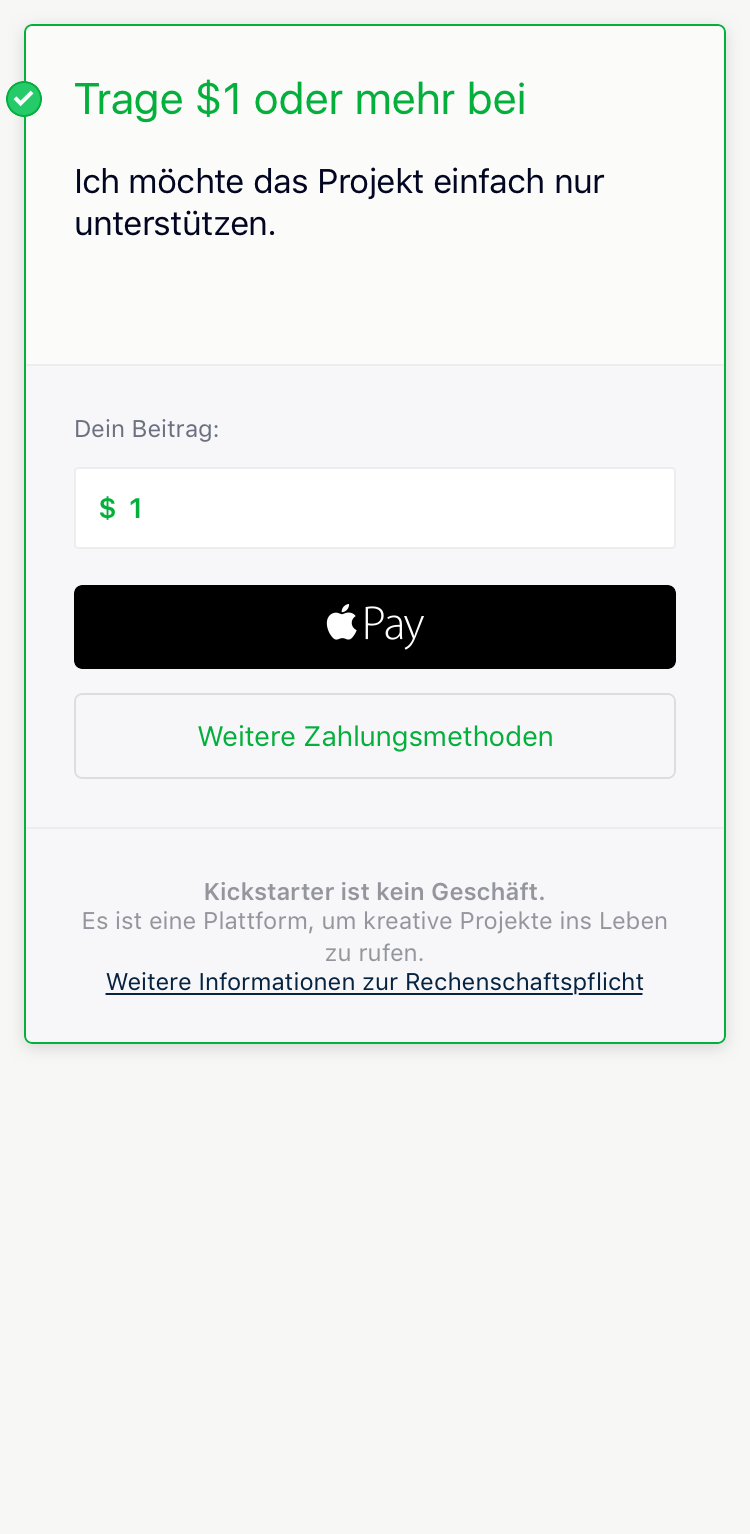 Trage $1 oder mehr bei
Ich möchte das Projekt einfach nur
unterstützen.
Dein Beitrag:
$ 1
Pay
Weitere Zahlungsmethoden
Kickstarter ist kein Geschäft.
Es ist eine Plattform, um kreative Projekte ins Leben
zu rufen.
Weitere Informationen zur Rechenschaftspflicht